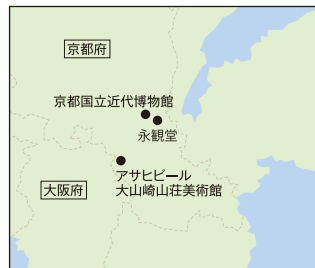 京都府
京都国立近代博物館
永観堂
アサヒビール
大山崎山荘美術館
大阪府